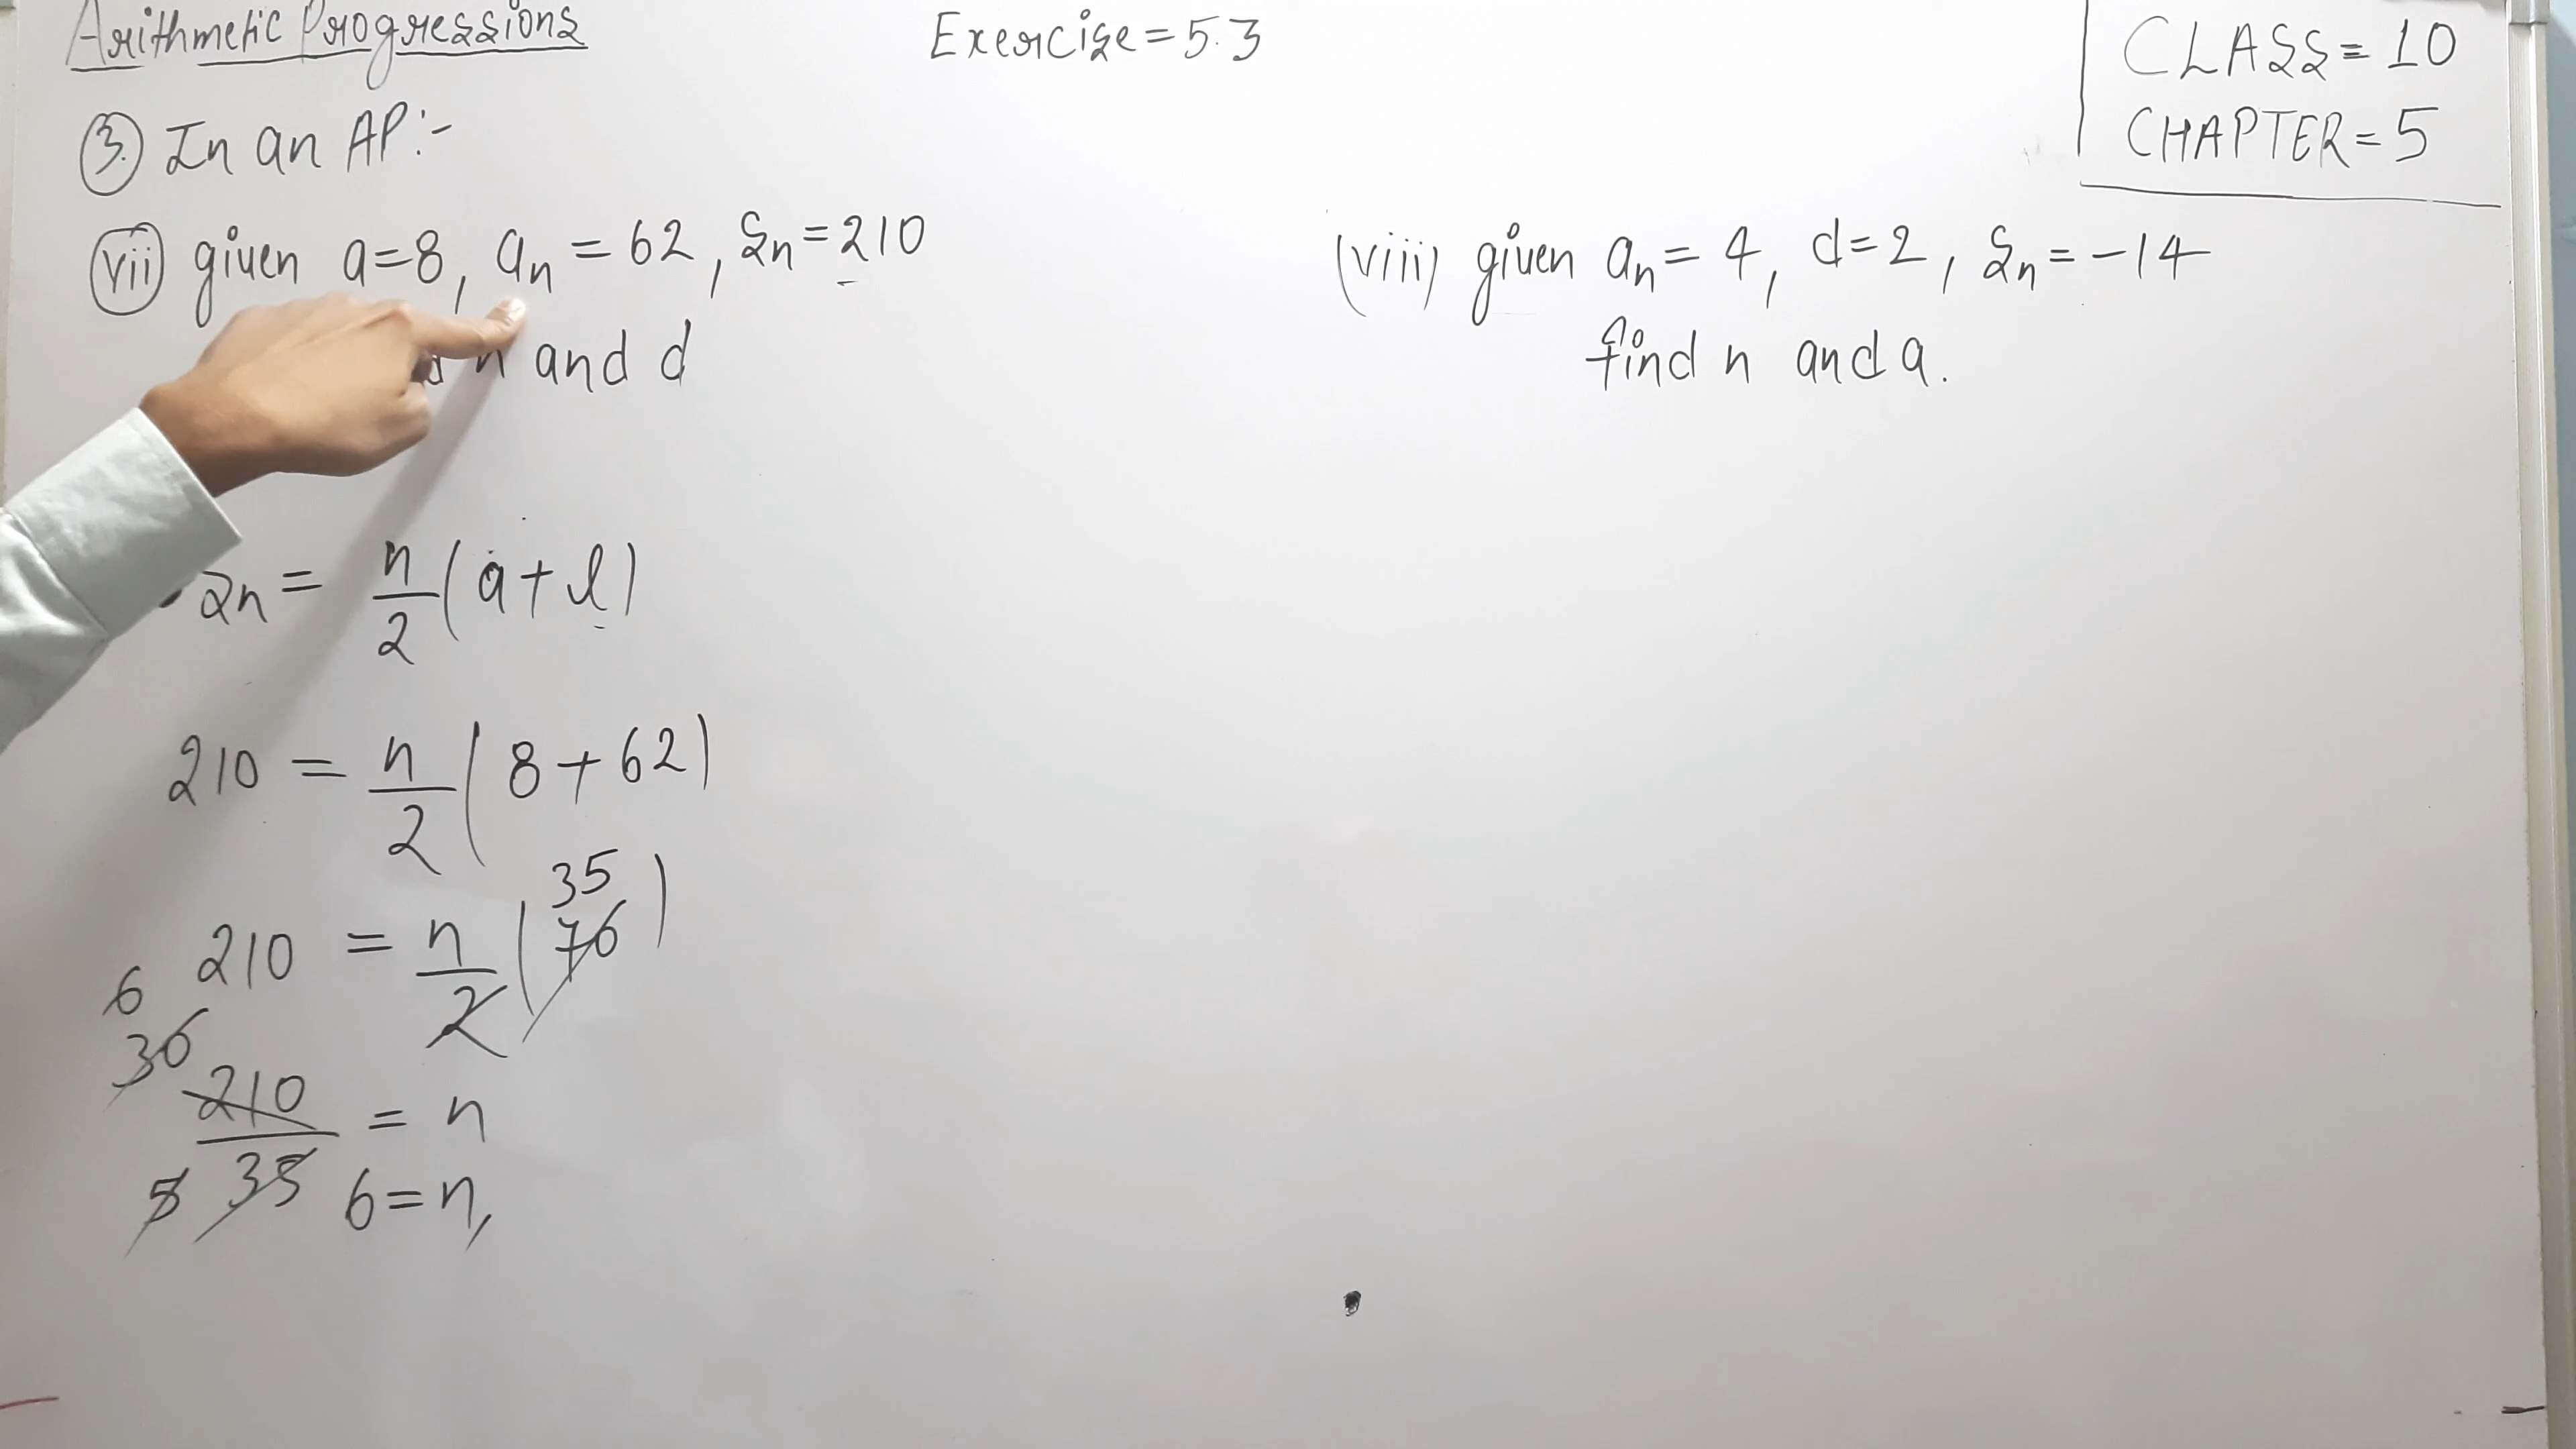 Arithmetic Progressions
Exercise = 5.3
CLASS = 10
CHAPTER = 5
③ In an AP:-
(vii) given a=8, an = 62, Sn = 210
n and d
Sn = n/2 (a + l)
210 = n/2 (8 + 62)
35
210 = n/2 (70)
6
30
210/35 = n
5
6 = n,
(viii) given an = 4, d = 2, Sn = -14
find n and a.